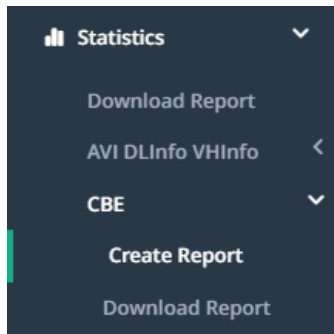 Statistics
Download Report
AVI DLInfo VHInfo
CBE
Create Report
Download Report